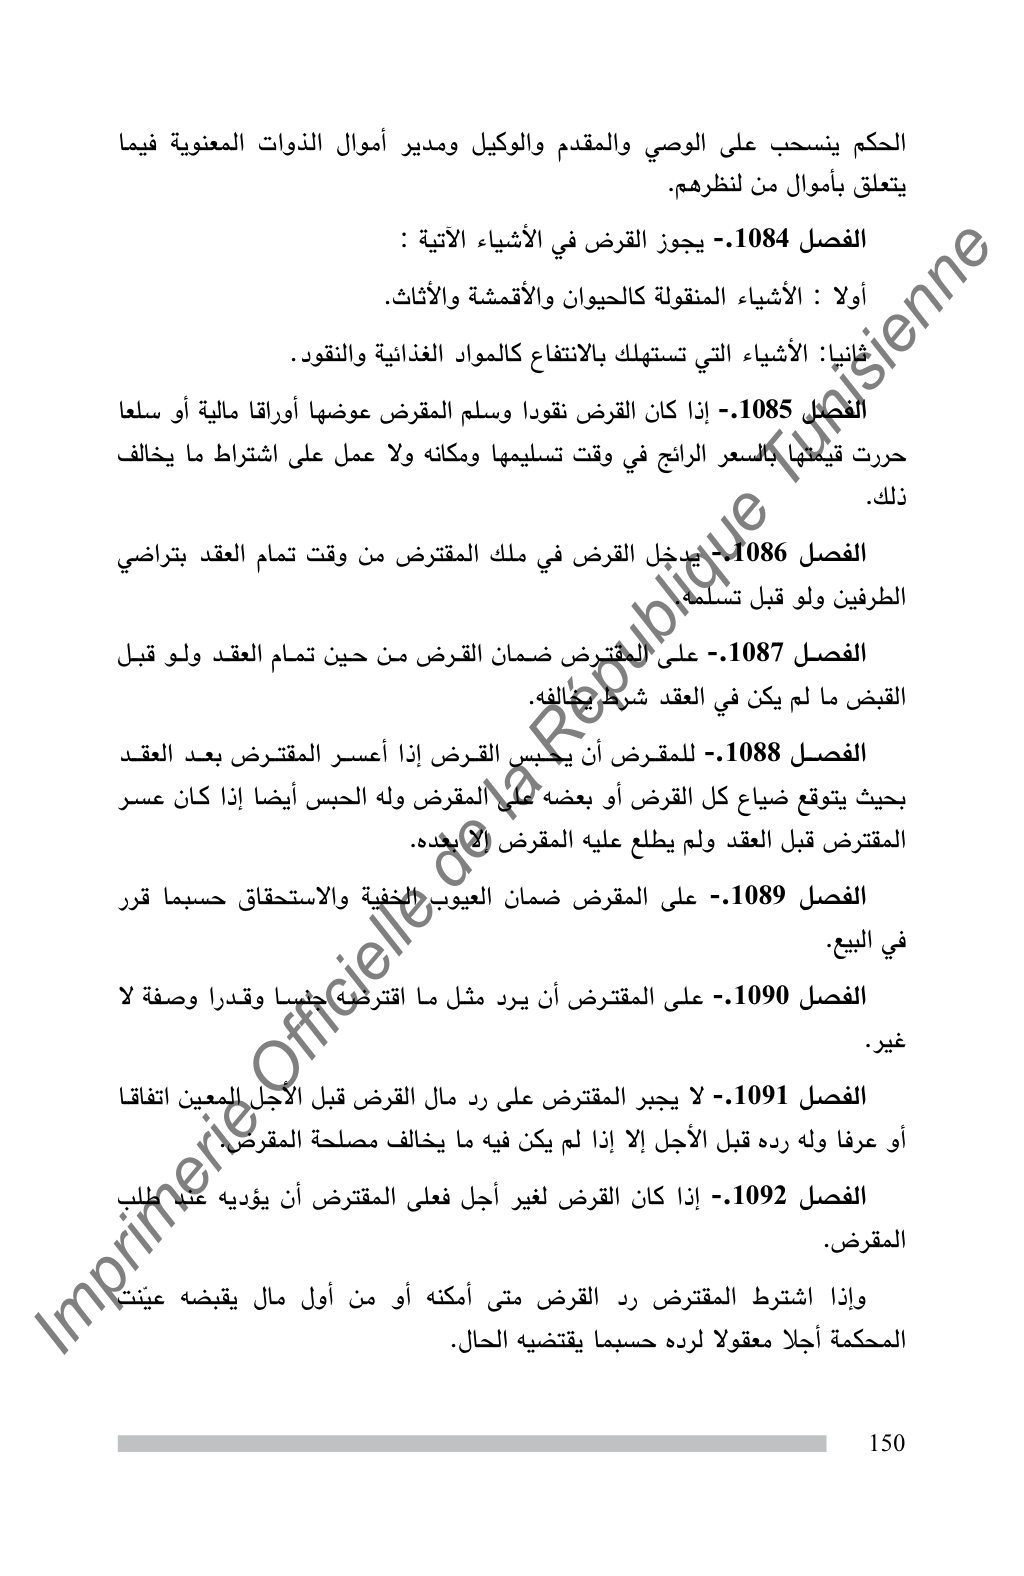 الحكم ينسحب على الوصي والمقدم والوكيل ومدير أموال الذوات المعنوية فيما
يتعلق بأموال من لنظرهم.
الفصل 1084.- يجوز القرض في الأشياء الآتية :
أولا : الأشياء المنقولة كالحيوان والأقمشة والأثاث.
ثانيا: الأشياء التي تستهلك بالانتفاع كالمواد الغذائية والنقود.
الفصل 1085.- إذا كان القرض نقودا وسلم المقرض عوضها أوراقا مالية أو سلعا
حررت قيمتها بالسعر الرائج في وقت تسليمها ومكانه ولا عمل على اشتراط ما يخالف
ذلك.
الفصل 1086.- يدخل القرض في ملك المقترض من وقت تمام العقد بتراضي
الطرفين ولو قبل تسلمه.
الفصل 1087.- على المقترض ضمان القرض من حين تمام العقد ولو قبل
القبض ما لم يكن في العقد شرط يخالفه.
الفصل 1088.- للمقرض أن يحبس القرض إذا أعسر المقترض بعد العقد
بحيث يتوقع ضياع كل القرض أو بعضه على المقرض وله الحبس أيضا إذا كان عسر
المقترض قبل العقد ولم يطلع عليه المقرض إلا بعده.
الفصل 1089.- على المقرض ضمان العيوب الخفية والاستحقاق حسبما قرر
في البيع.
الفصل 1090.- على المقترض أن يرد مثل ما اقترضه جنسا وقدرا وصفة لا
غير.
الفصل 1091.- لا يجبر المقترض على رد مال القرض قبل الأجل المعين اتفاقا
أو عرفا وله رده قبل الأجل إلا إذا لم يكن فيه ما يخالف مصلحة المقرض.
الفصل 1092.- إذا كان القرض لغير أجل فعلى المقترض أن يؤديه عند طلب
المقرض.
وإذا اشترط المقترض رد القرض متى أمكنه أو من أول مال يقبضه عيّنت
المحكمة أجلا معقولا لرده حسبما يقتضيه الحال.
150
Imprimerie Officielle de la République Tunisienne